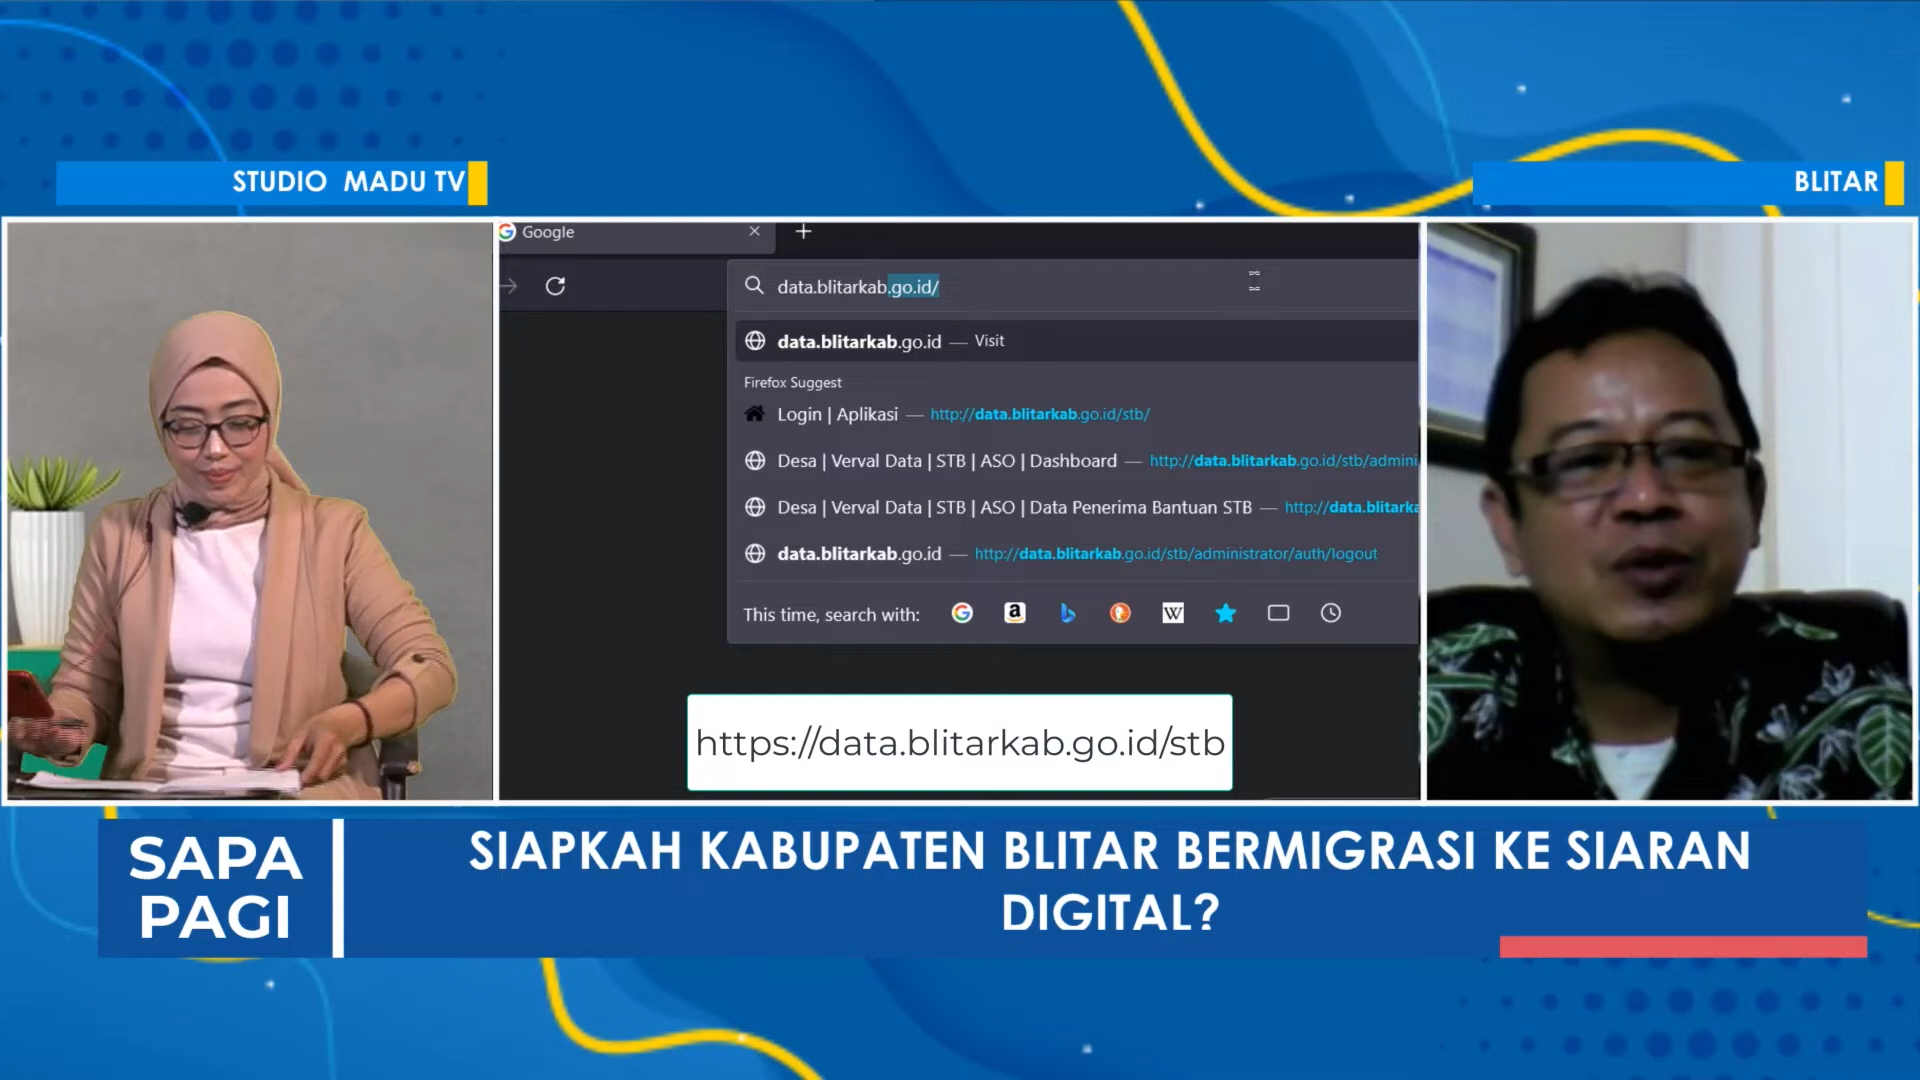 STUDIO MADU TV
BLITAR
Google
data.blitarkab.go.id/
data.blitarkab.go.id — Visit
Firefox Suggest
Login | Aplikasi — http://data.blitarkab.go.id/stb/
Desa | Verval Data | STB | ASO | Dashboard — http://data.blitarkab.go.id/stb/admini
Desa | Verval Data | STB | ASO | Data Penerima Bantuan STB — http://data.blitarka
data.blitarkab.go.id — http://data.blitarkab.go.id/stb/administrator/auth/logout
This time, search with:
https://data.blitarkab.go.id/stb
SAPA
PAGI
SIAPKAH KABUPATEN BLITAR BERMIGRASI KE SIARAN
DIGITAL?